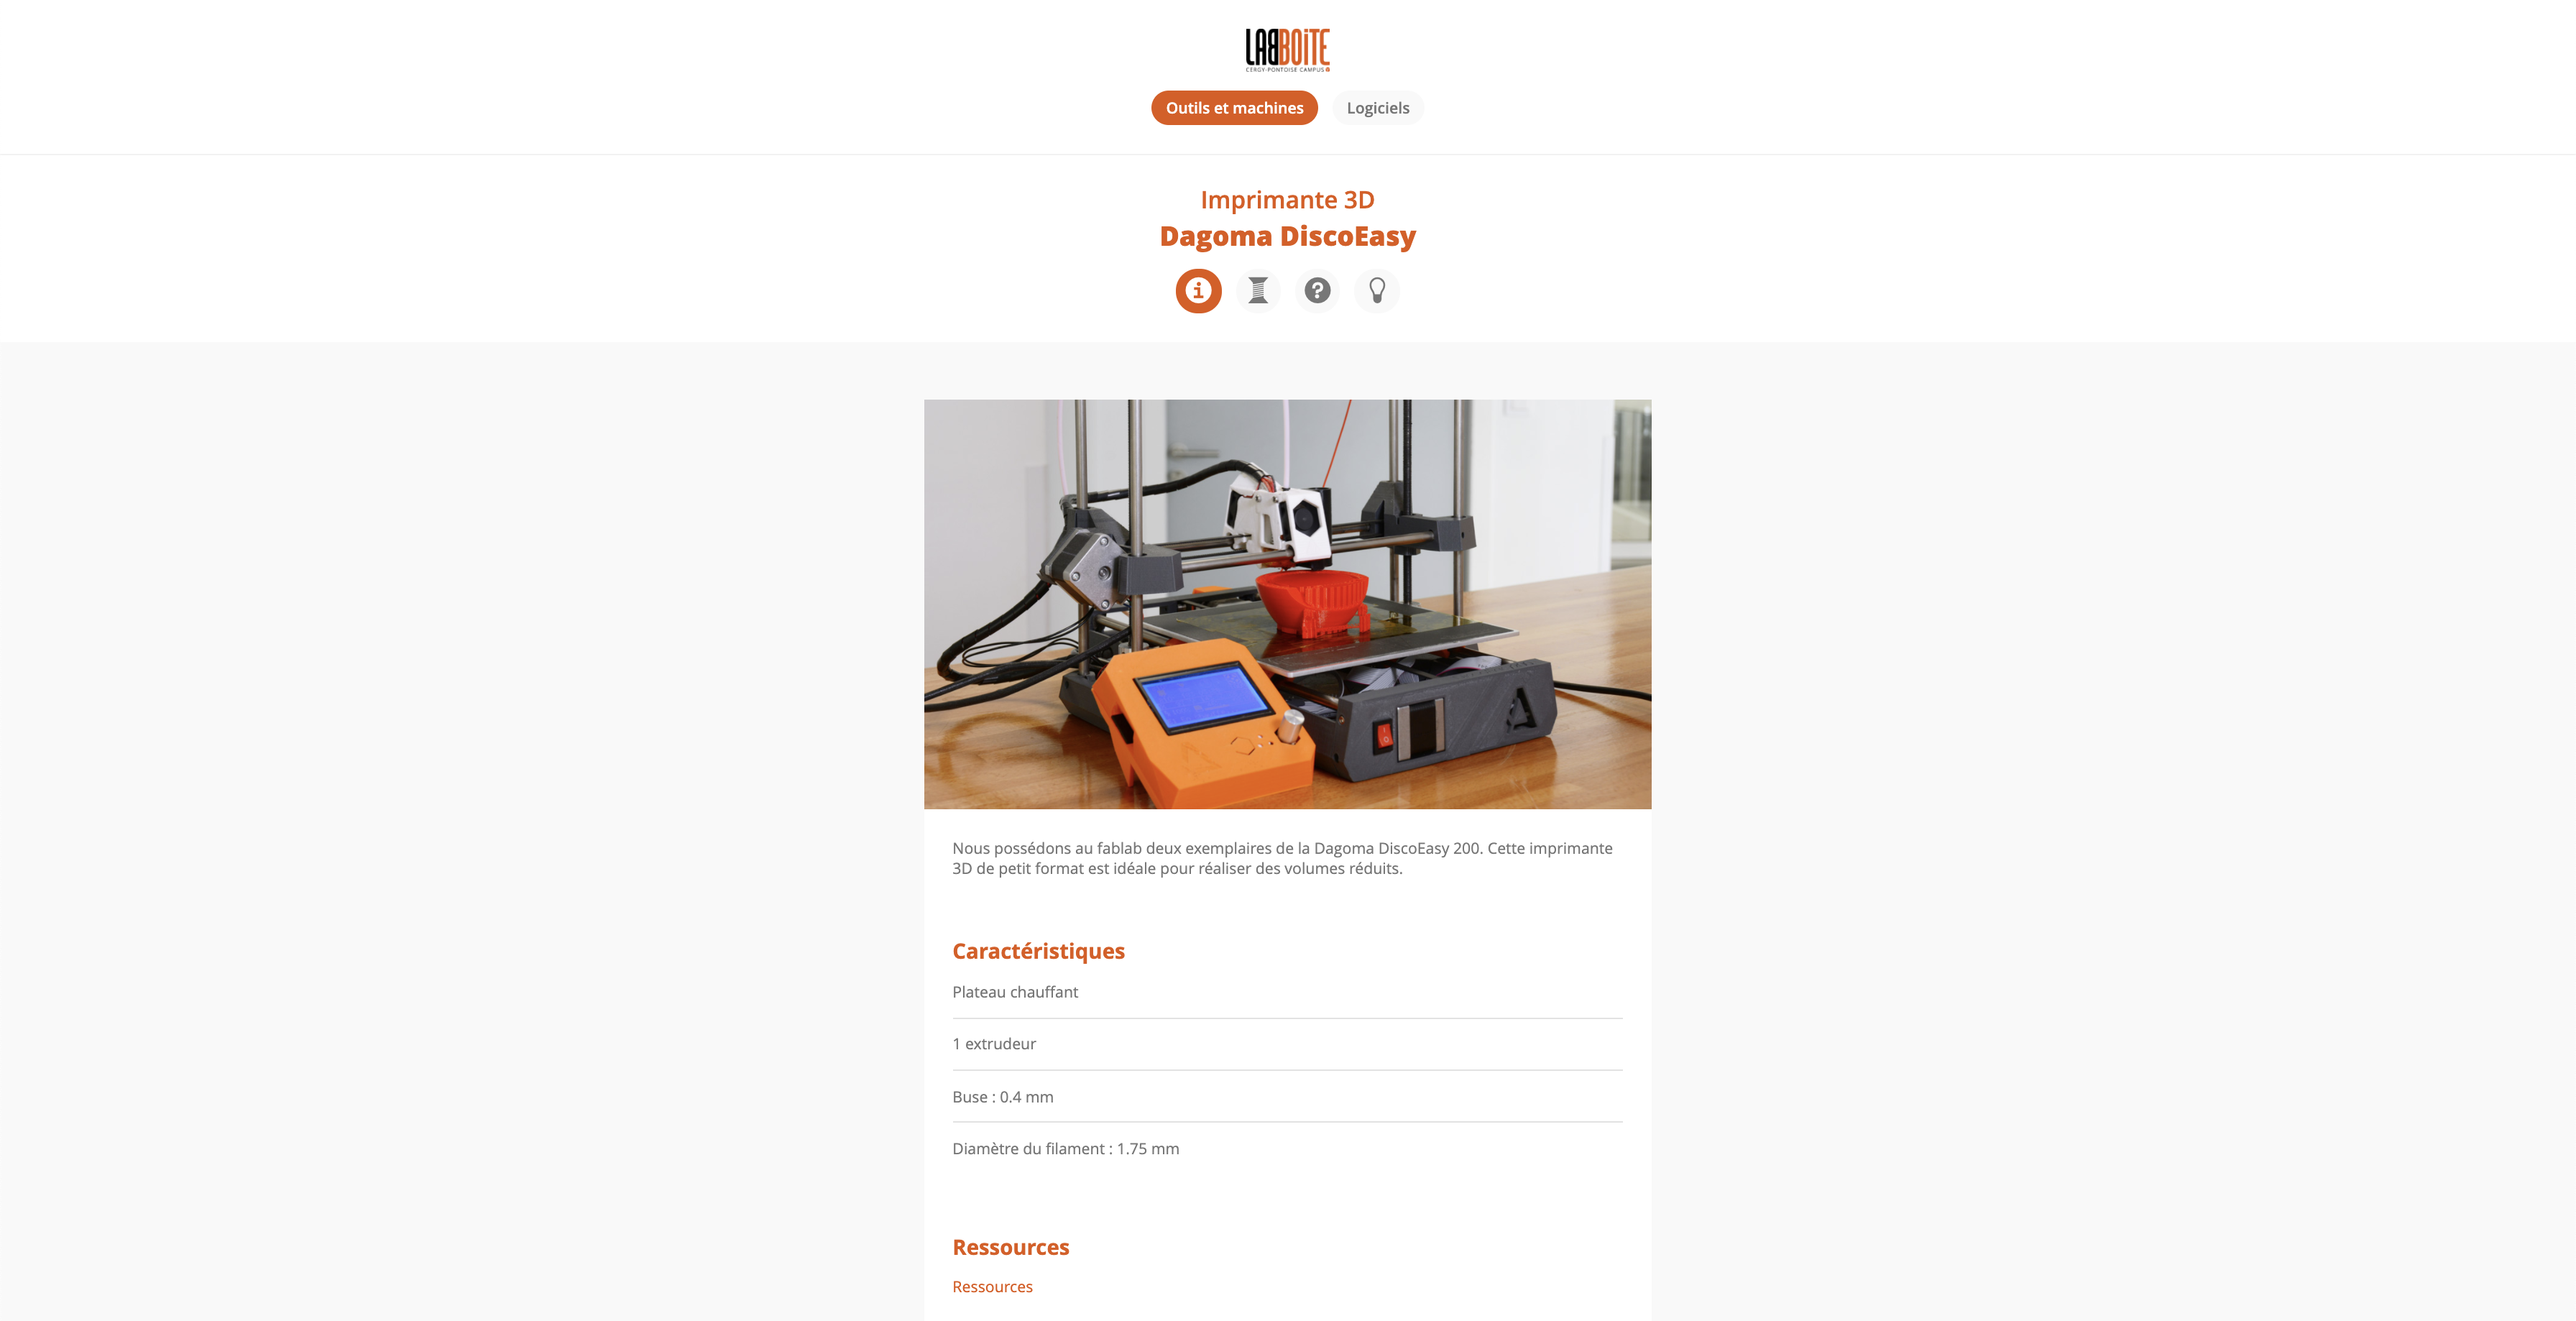 LABBOiTE
CERGY-PONTOISE CAMPUS
Outils et machines
Logiciels
Imprimante 3D
Dagoma DiscoEasy
Nous possédons au fablab deux exemplaires de la Dagoma DiscoEasy 200. Cette imprimante
3D de petit format est idéale pour réaliser des volumes réduits.
Caractéristiques
Plateau chauffant
1 extrudeur
Buse : 0.4 mm
Diamètre du filament : 1.75 mm
Ressources
Ressources